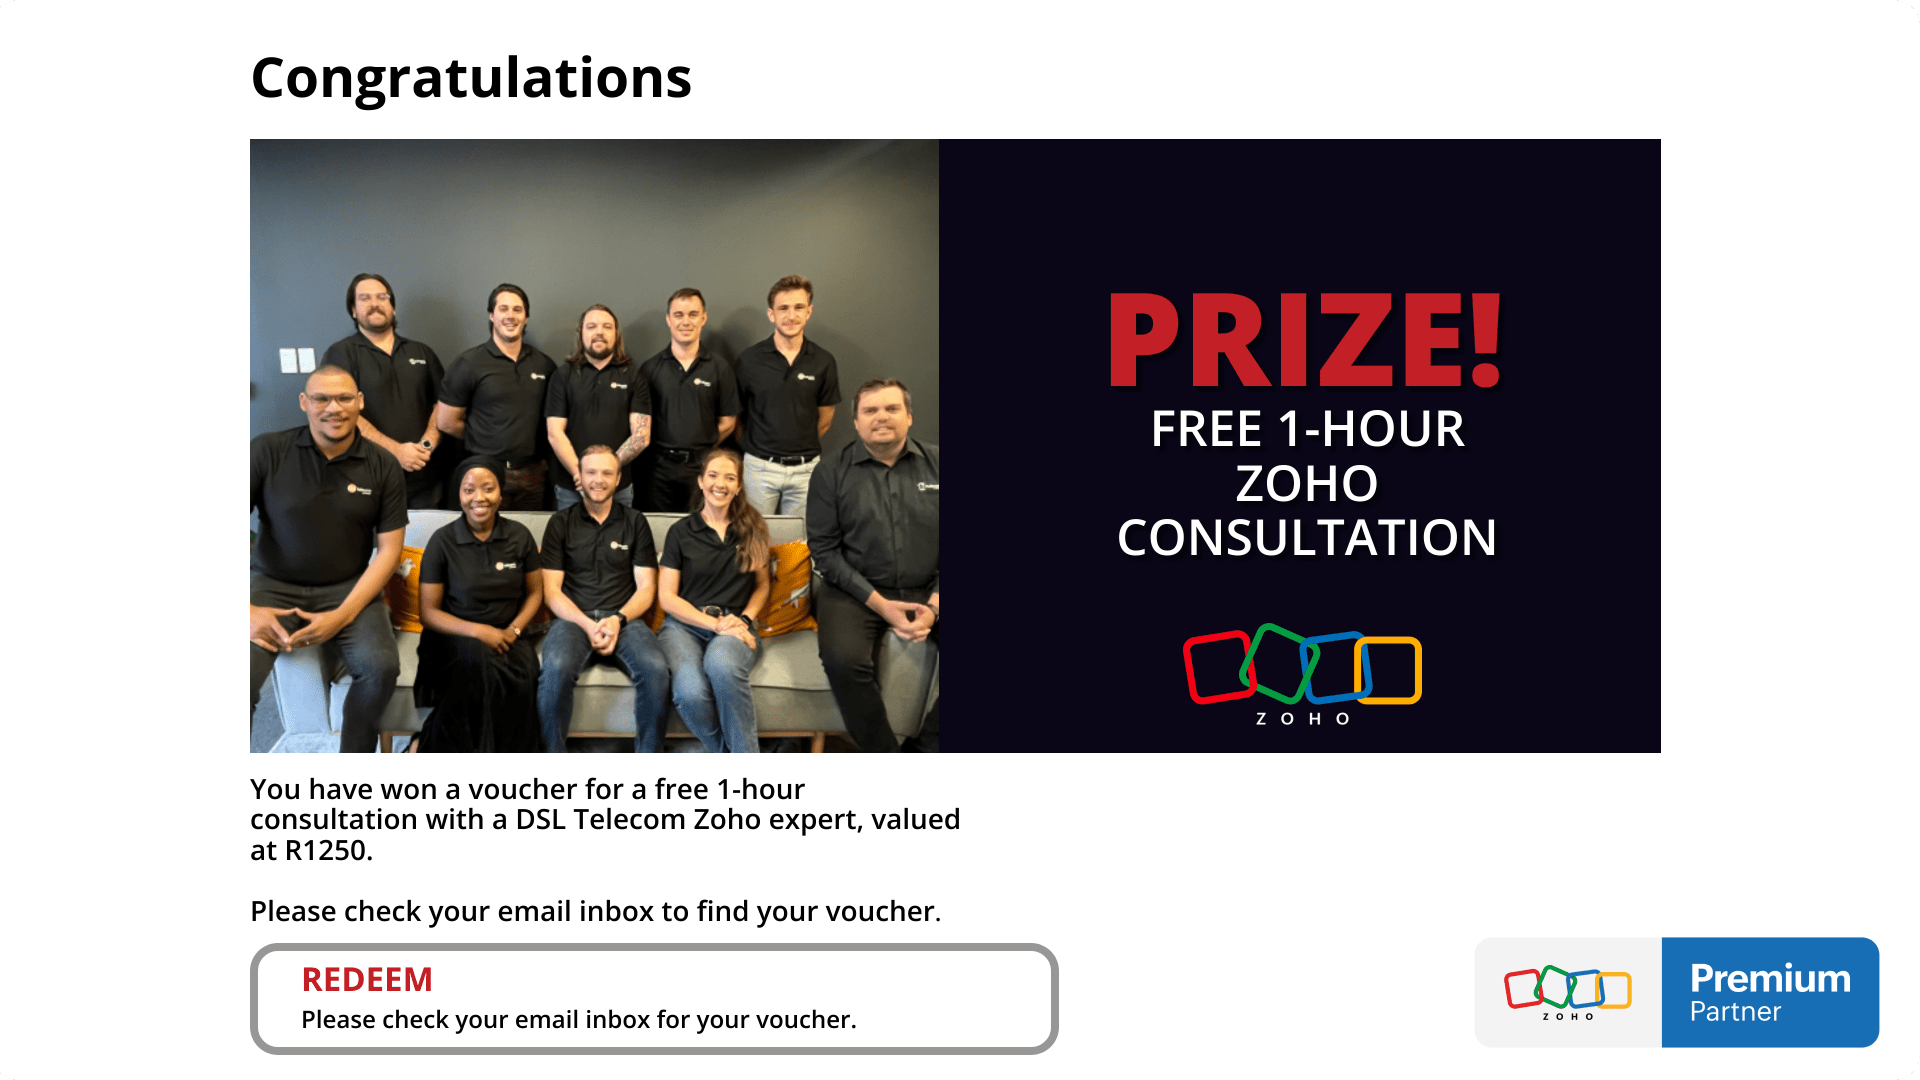 Congratulations
PRIZE!
FREE 1-HOUR
ZOHO
CONSULTATION
ZOHO
You have won a voucher for a free 1-hour
consultation with a DSL Telecom Zoho expert, valued
at R1250.
Please check your email inbox to find your voucher.
REDEEM
Please check your email inbox for your voucher.
ZOHO
Premium
Partner